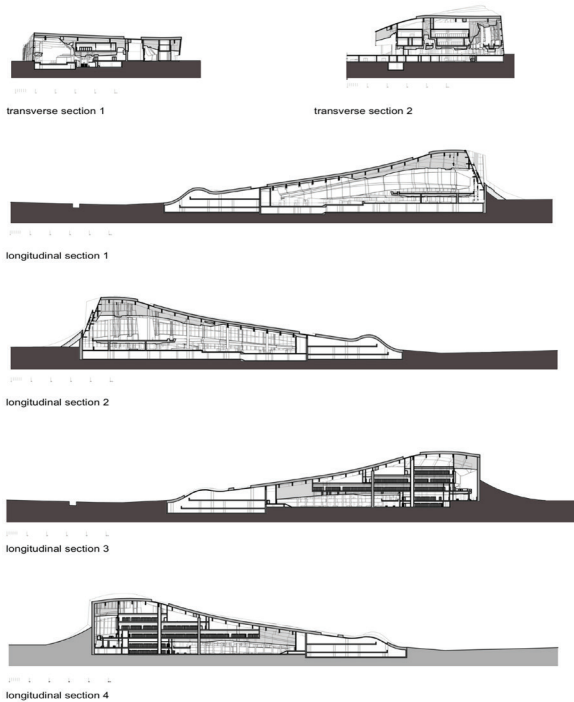 transverse section 1
transverse section 2
longitudinal section 1
longitudinal section 2
longitudinal section 3
longitudinal section 4